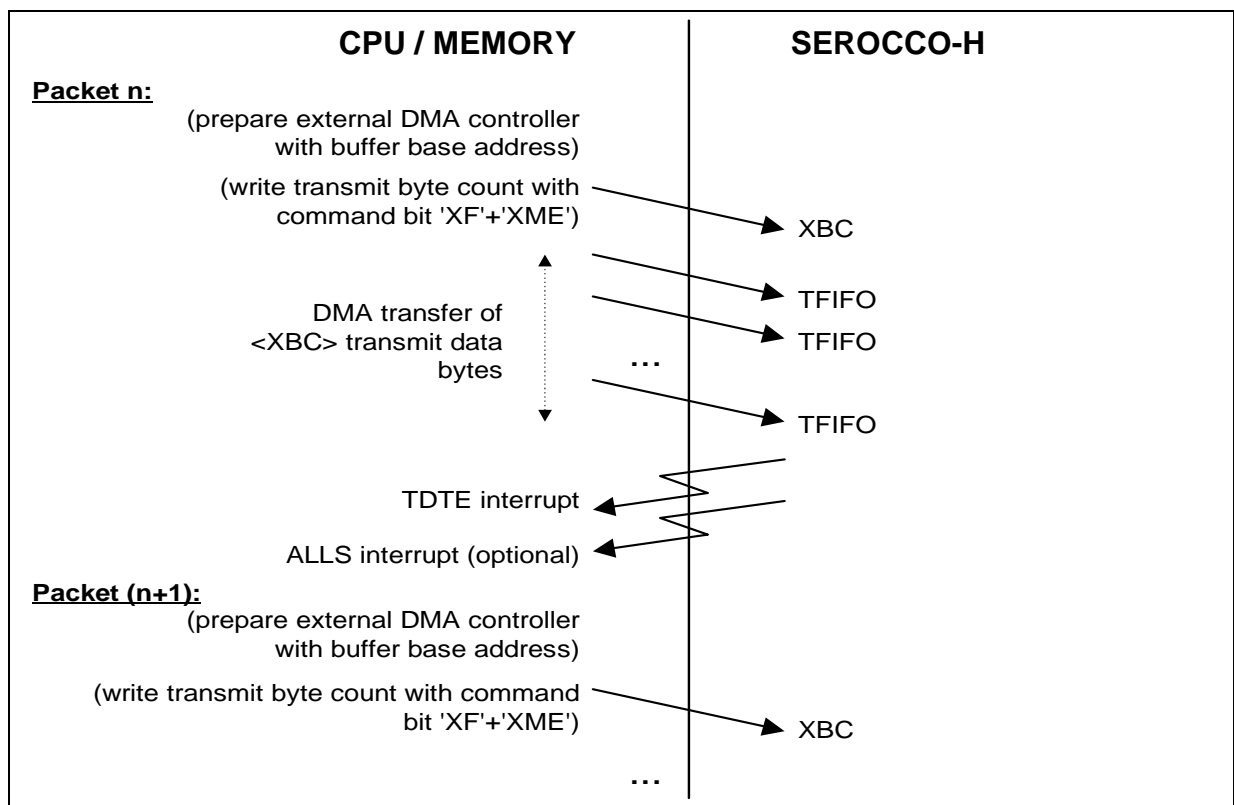 CPU / MEMORY
SEROCCO-H
Packet n:
(prepare external DMA controller
with buffer base address)
(write transmit byte count with
command bit 'XF'+'XME')
XBC
TFIFO
DMA transfer of
<XBC> transmit data
bytes
TFIFO
...
TFIFO
TDTE interrupt
ALLS interrupt (optional)
Packet (n+1):
(prepare external DMA controller
with buffer base address)
(write transmit byte count with command
bit 'XF'+'XME')
XBC
...